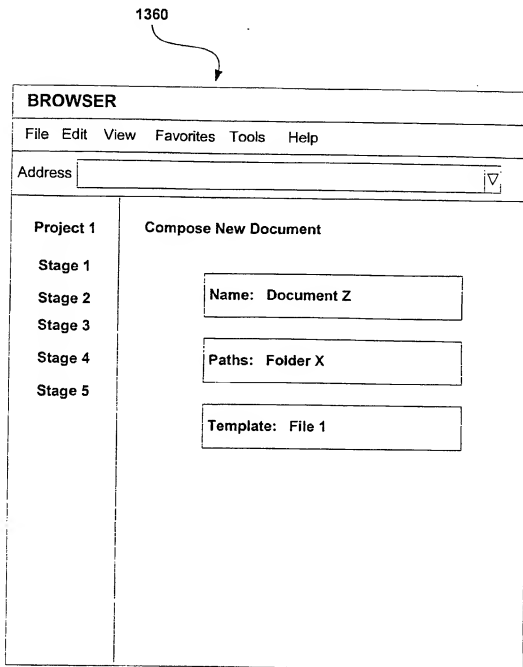 1360
BROWSER
File Edit View Favorites Tools Help
Address
Project 1
Stage 1
Stage 2
Stage 3
Stage 4
Stage 5
Compose New Document
Name: Document Z
Paths: Folder X
Template: File 1